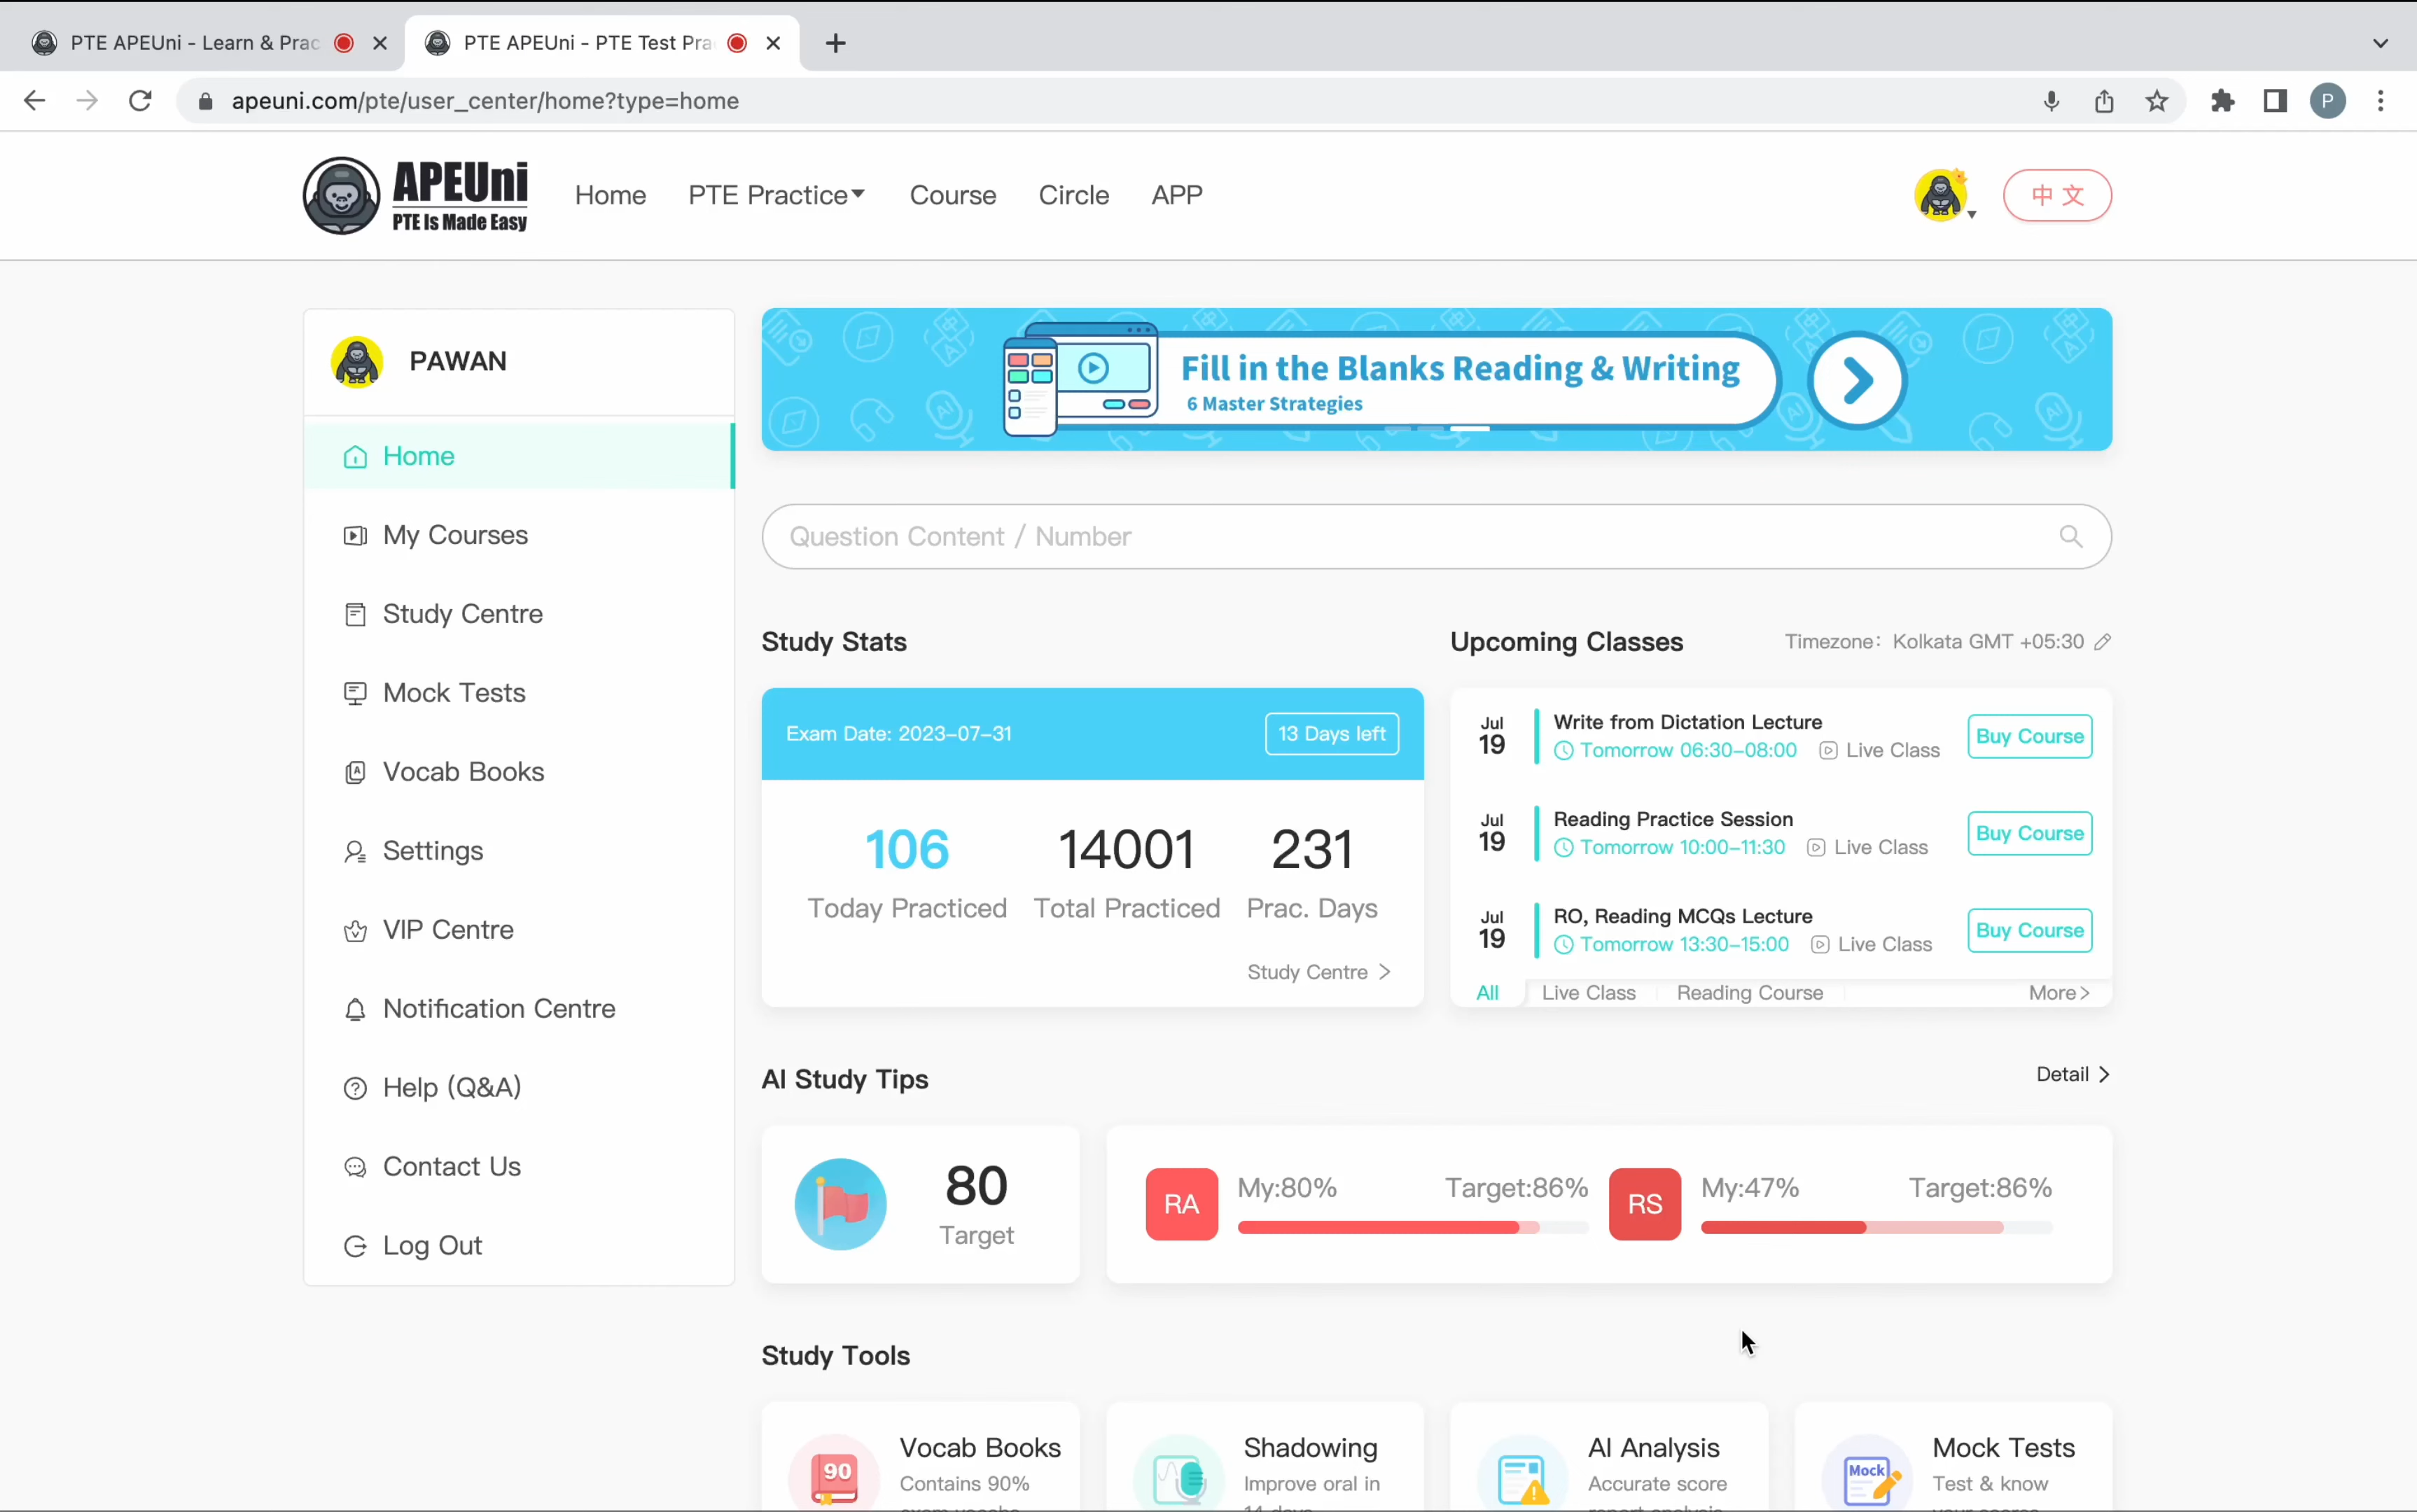 PTE APEUni - Learn & Prac
PTE APEUni - PTE Test Pra
apeuni.com/pte/user_center/home?type=home
P
APEUni
PTE Is Made Easy
Home
PTE Practice
Course
Circle
APP
中文
PAWAN
Home
My Courses
Study Centre
Mock Tests
Vocab Books
Settings
VIP Centre
Notification Centre
Help (Q&A)
Contact Us
Log Out
Fill in the Blanks Reading & Writing
6 Master Strategies
Question Content / Number
Study Stats
Exam Date: 2023-07-31
13 Days left
106
14001
231
Today Practiced
Total Practiced
Prac. Days
Study Centre >
Upcoming Classes
Timezone: Kolkata GMT +05:30
Jul
19
Write from Dictation Lecture
Tomorrow 06:30-08:00
Live Class
Buy Course
Jul
19
Reading Practice Session
Tomorrow 10:00-11:30
Live Class
Buy Course
Jul
19
RO, Reading MCQs Lecture
Tomorrow 13:30-15:00
Live Class
Buy Course
All
Live Class
Reading Course
More>
AI Study Tips
Detail >
80
Target
RA
My:80%
Target:86%
RS
My:47%
Target:86%
Study Tools
90
Vocab Books
Contains 90%
Shadowing
Improve oral in
AI Analysis
Accurate score
Mock
Mock Tests
Test & know